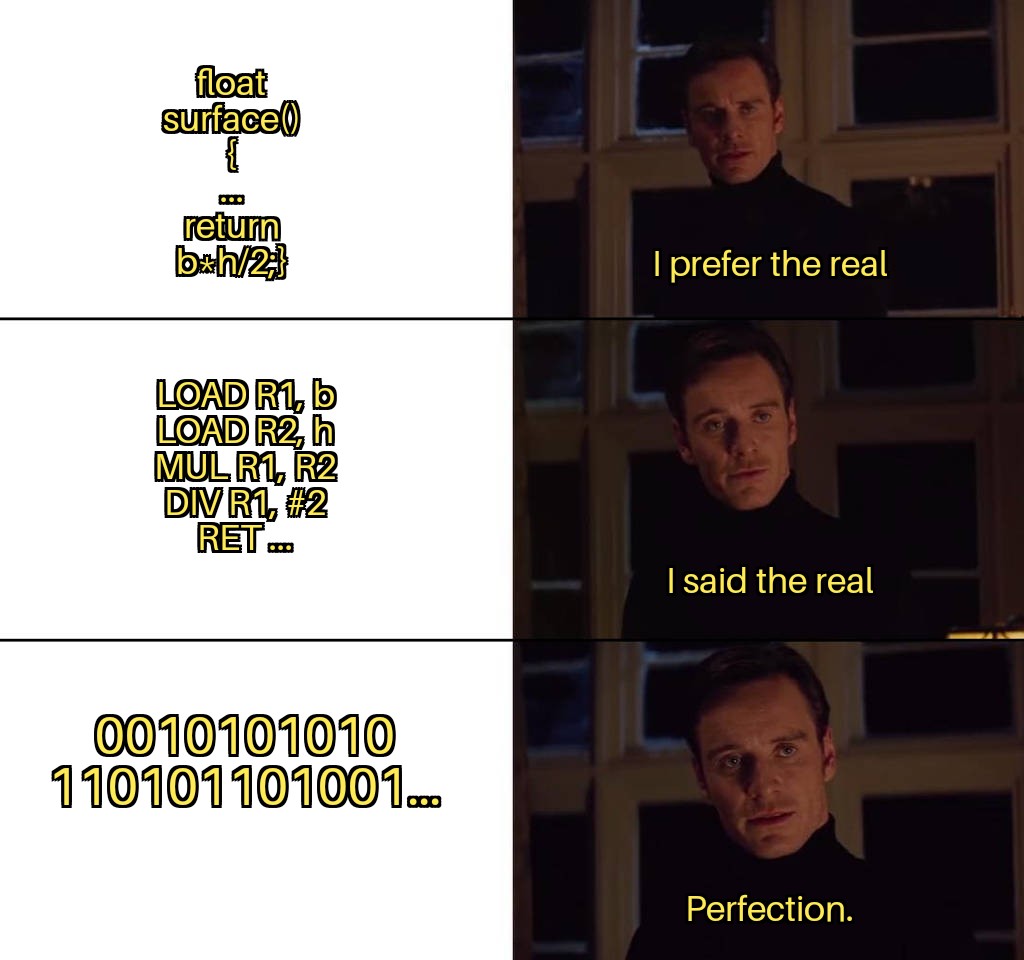 float
surface()
{
...
return
b*h/2;}
I prefer the real
LOAD R1, b
LOAD R2, h
MUL R1, R2
DIV R1, #2
RET ...
I said the real
0010101010
110101101001...
Perfection.